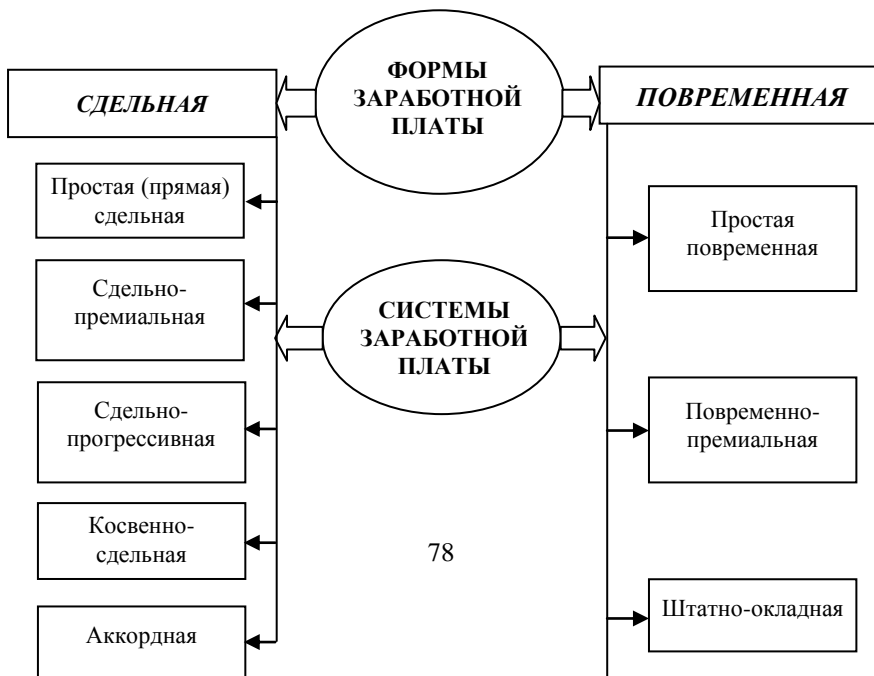 ФОРМЫ
ЗАРАБОТНОЙ
ПЛАТЫ
СДЕЛЬНАЯ
ПОВРЕМЕННАЯ
Простая (прямая)
сдельная
Сдельно-
премиальная
Сдельно-
прогрессивная
Косвенно-
сдельная
Аккордная
СИСТЕМЫ
ЗАРАБОТНОЙ
ПЛАТЫ
78
Простая
повременная
Повременно-
премиальная
Штатно-окладная